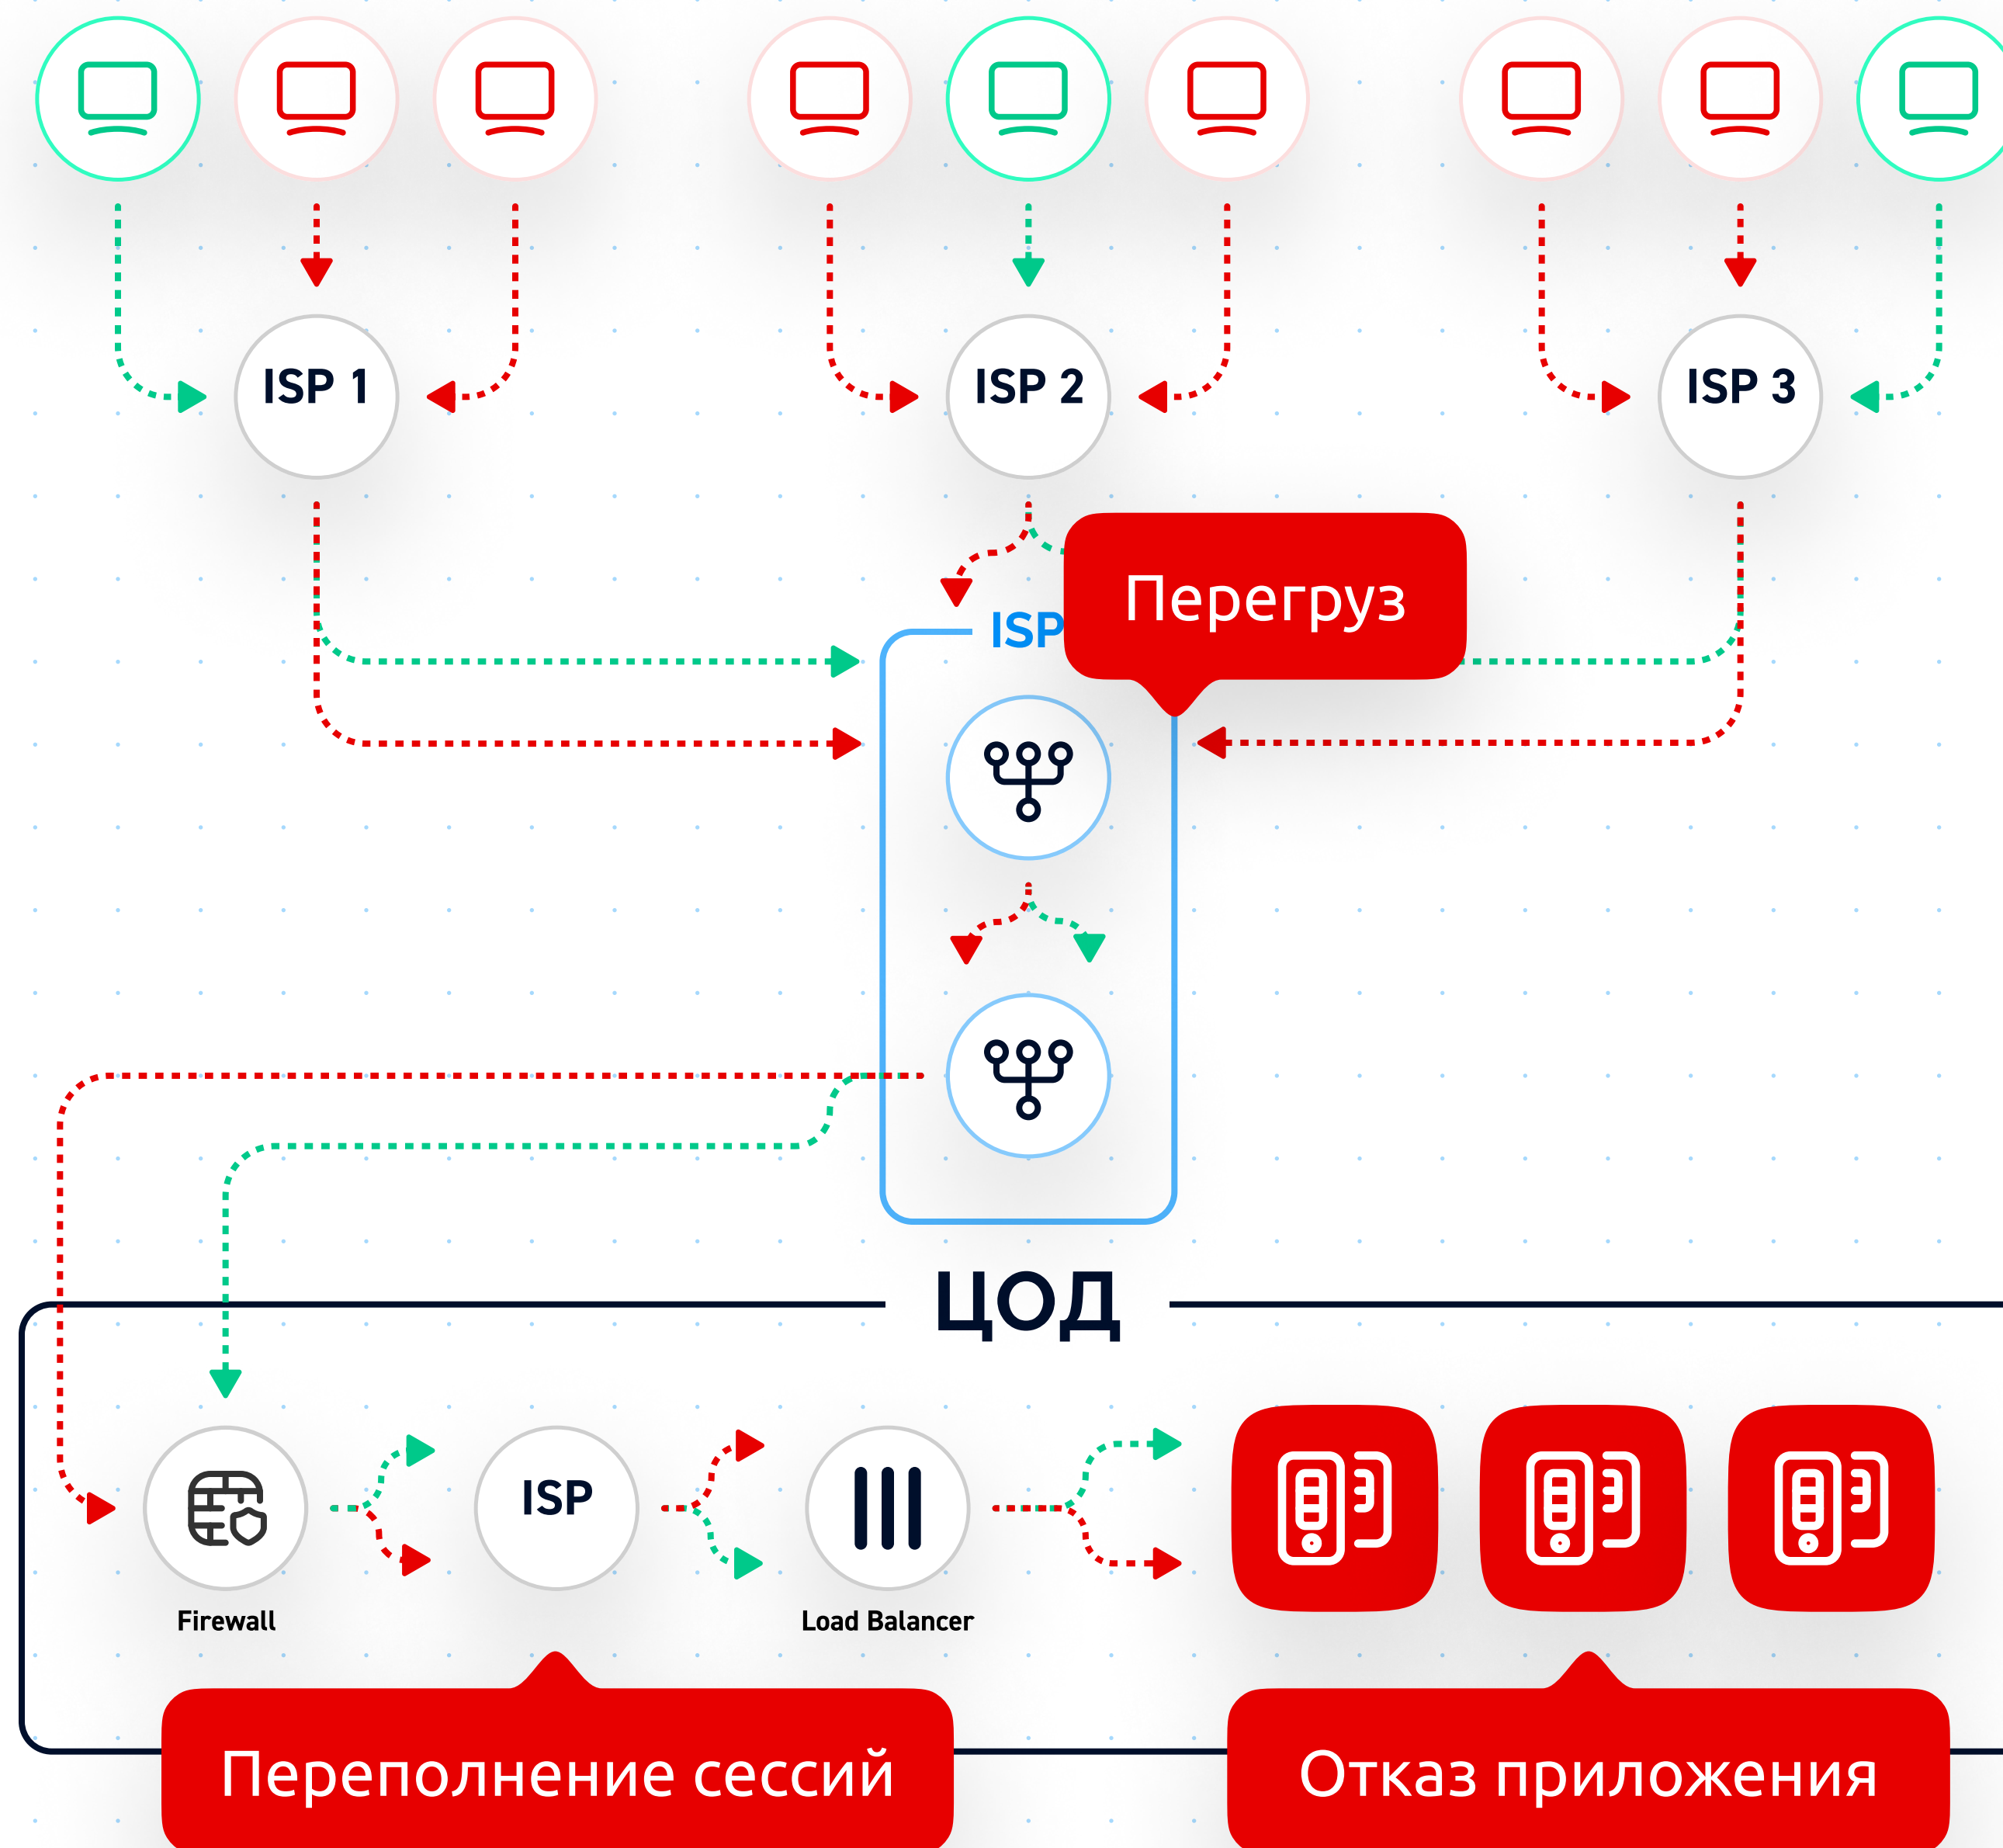 ISP 1
ISP 2
ISP 3
Перегруз
ISP
ЦОД
ISP
Firewall
Load Balancer
Переполнение сессий
Отказ приложения